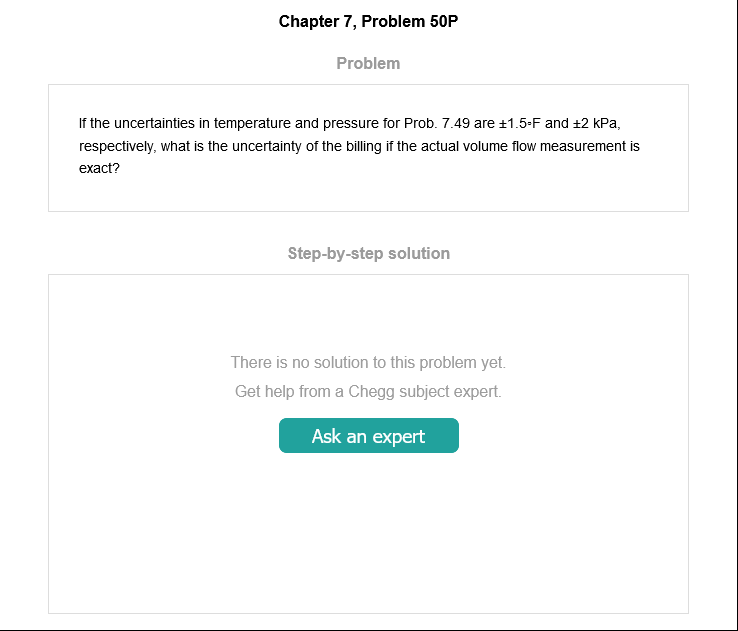 Chapter 7, Problem 50P
Problem
If the uncertainties in temperature and pressure for Prob. 7.49 are ±1.5∘F and ±2 kPa,
respectively, what is the uncertainty of the billing if the actual volume flow measurement is
exact?
Step-by-step solution
There is no solution to this problem yet.
Get help from a Chegg subject expert.
Ask an expert